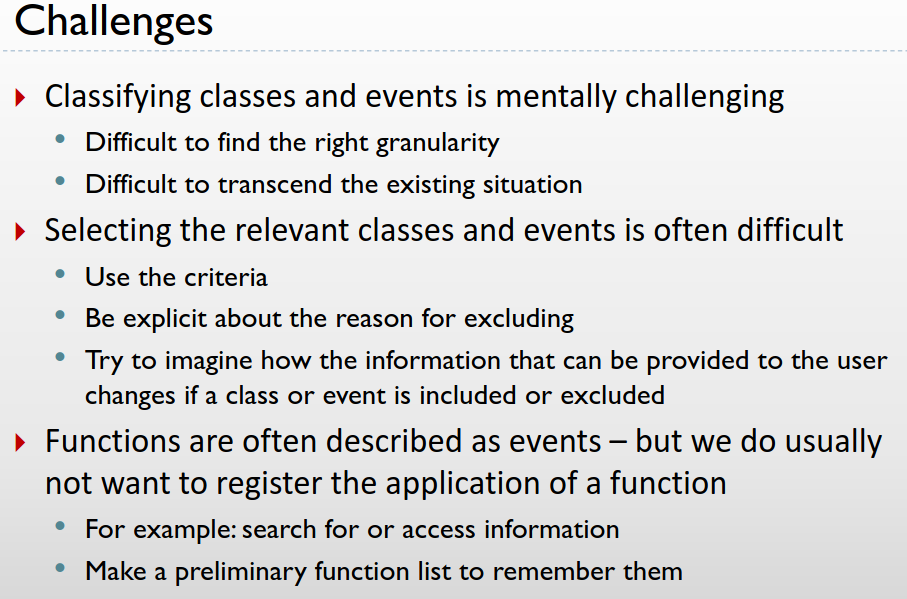 Challenges
Classifying classes and events is mentally challenging
Difficult to find the right granularity
Difficult to transcend the existing situation
Selecting the relevant classes and events is often difficult
Use the criteria
Be explicit about the reason for excluding
Try to imagine how the information that can be provided to the user
changes if a class or event is included or excluded
Functions are often described as events – but we do usually
not want to register the application of a function
For example: search for or access information
Make a preliminary function list to remember them